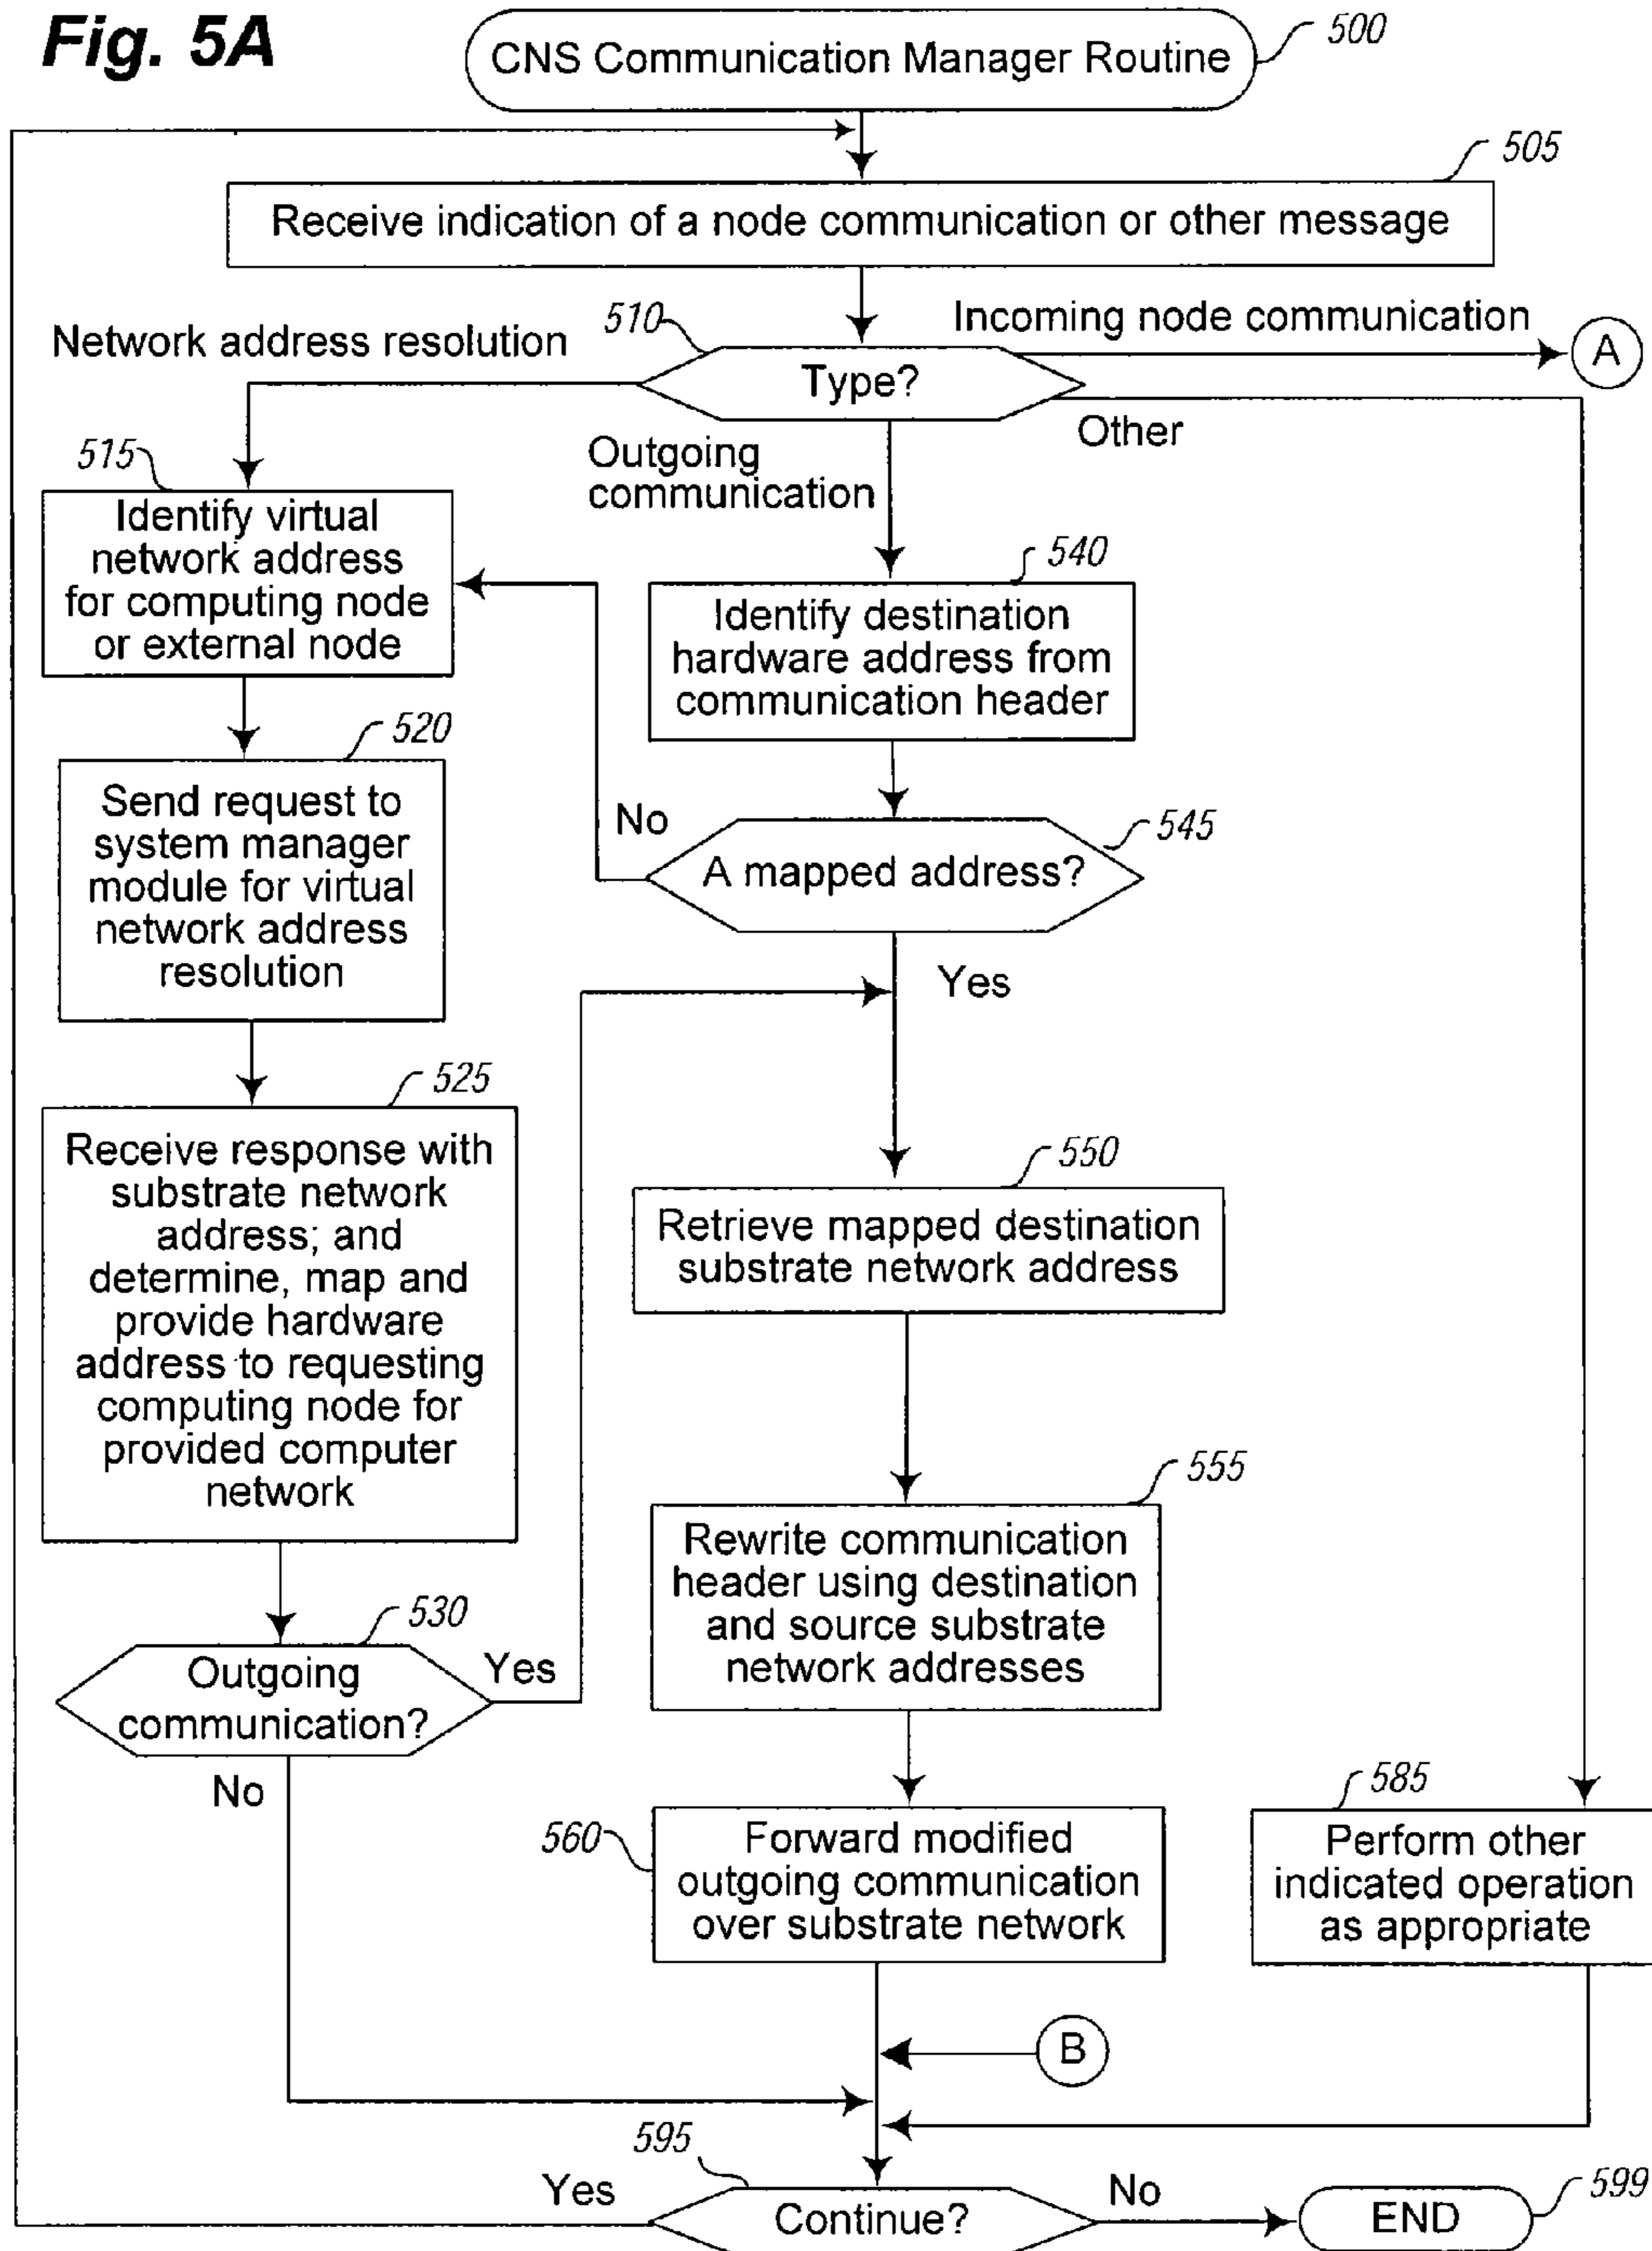 Fig. 5A
CNS Communication Manager Routine
500
505
Receive indication of a node communication or other message
Network address resolution
510
Incoming node communication
A
Type?
Other
Outgoing
communication
515
Identify virtual
network address
for computing node
or external node
540
Identify destination
hardware address from
communication header
520
Send request to
system manager
module for virtual
network address
resolution
No
545
A mapped address?
Yes
525
Receive response with
substrate network
address; and
determine, map and
provide hardware
address to requesting
computing node for
provided computer
network
550
Retrieve mapped destination
substrate network address
555
Rewrite communication
header using destination
and source substrate
network addresses
530
Outgoing
communication?
Yes
No
560
Forward modified
outgoing communication
over substrate network
585
Perform other
indicated operation
as appropriate
B
595
Yes
Continue?
No
END
599